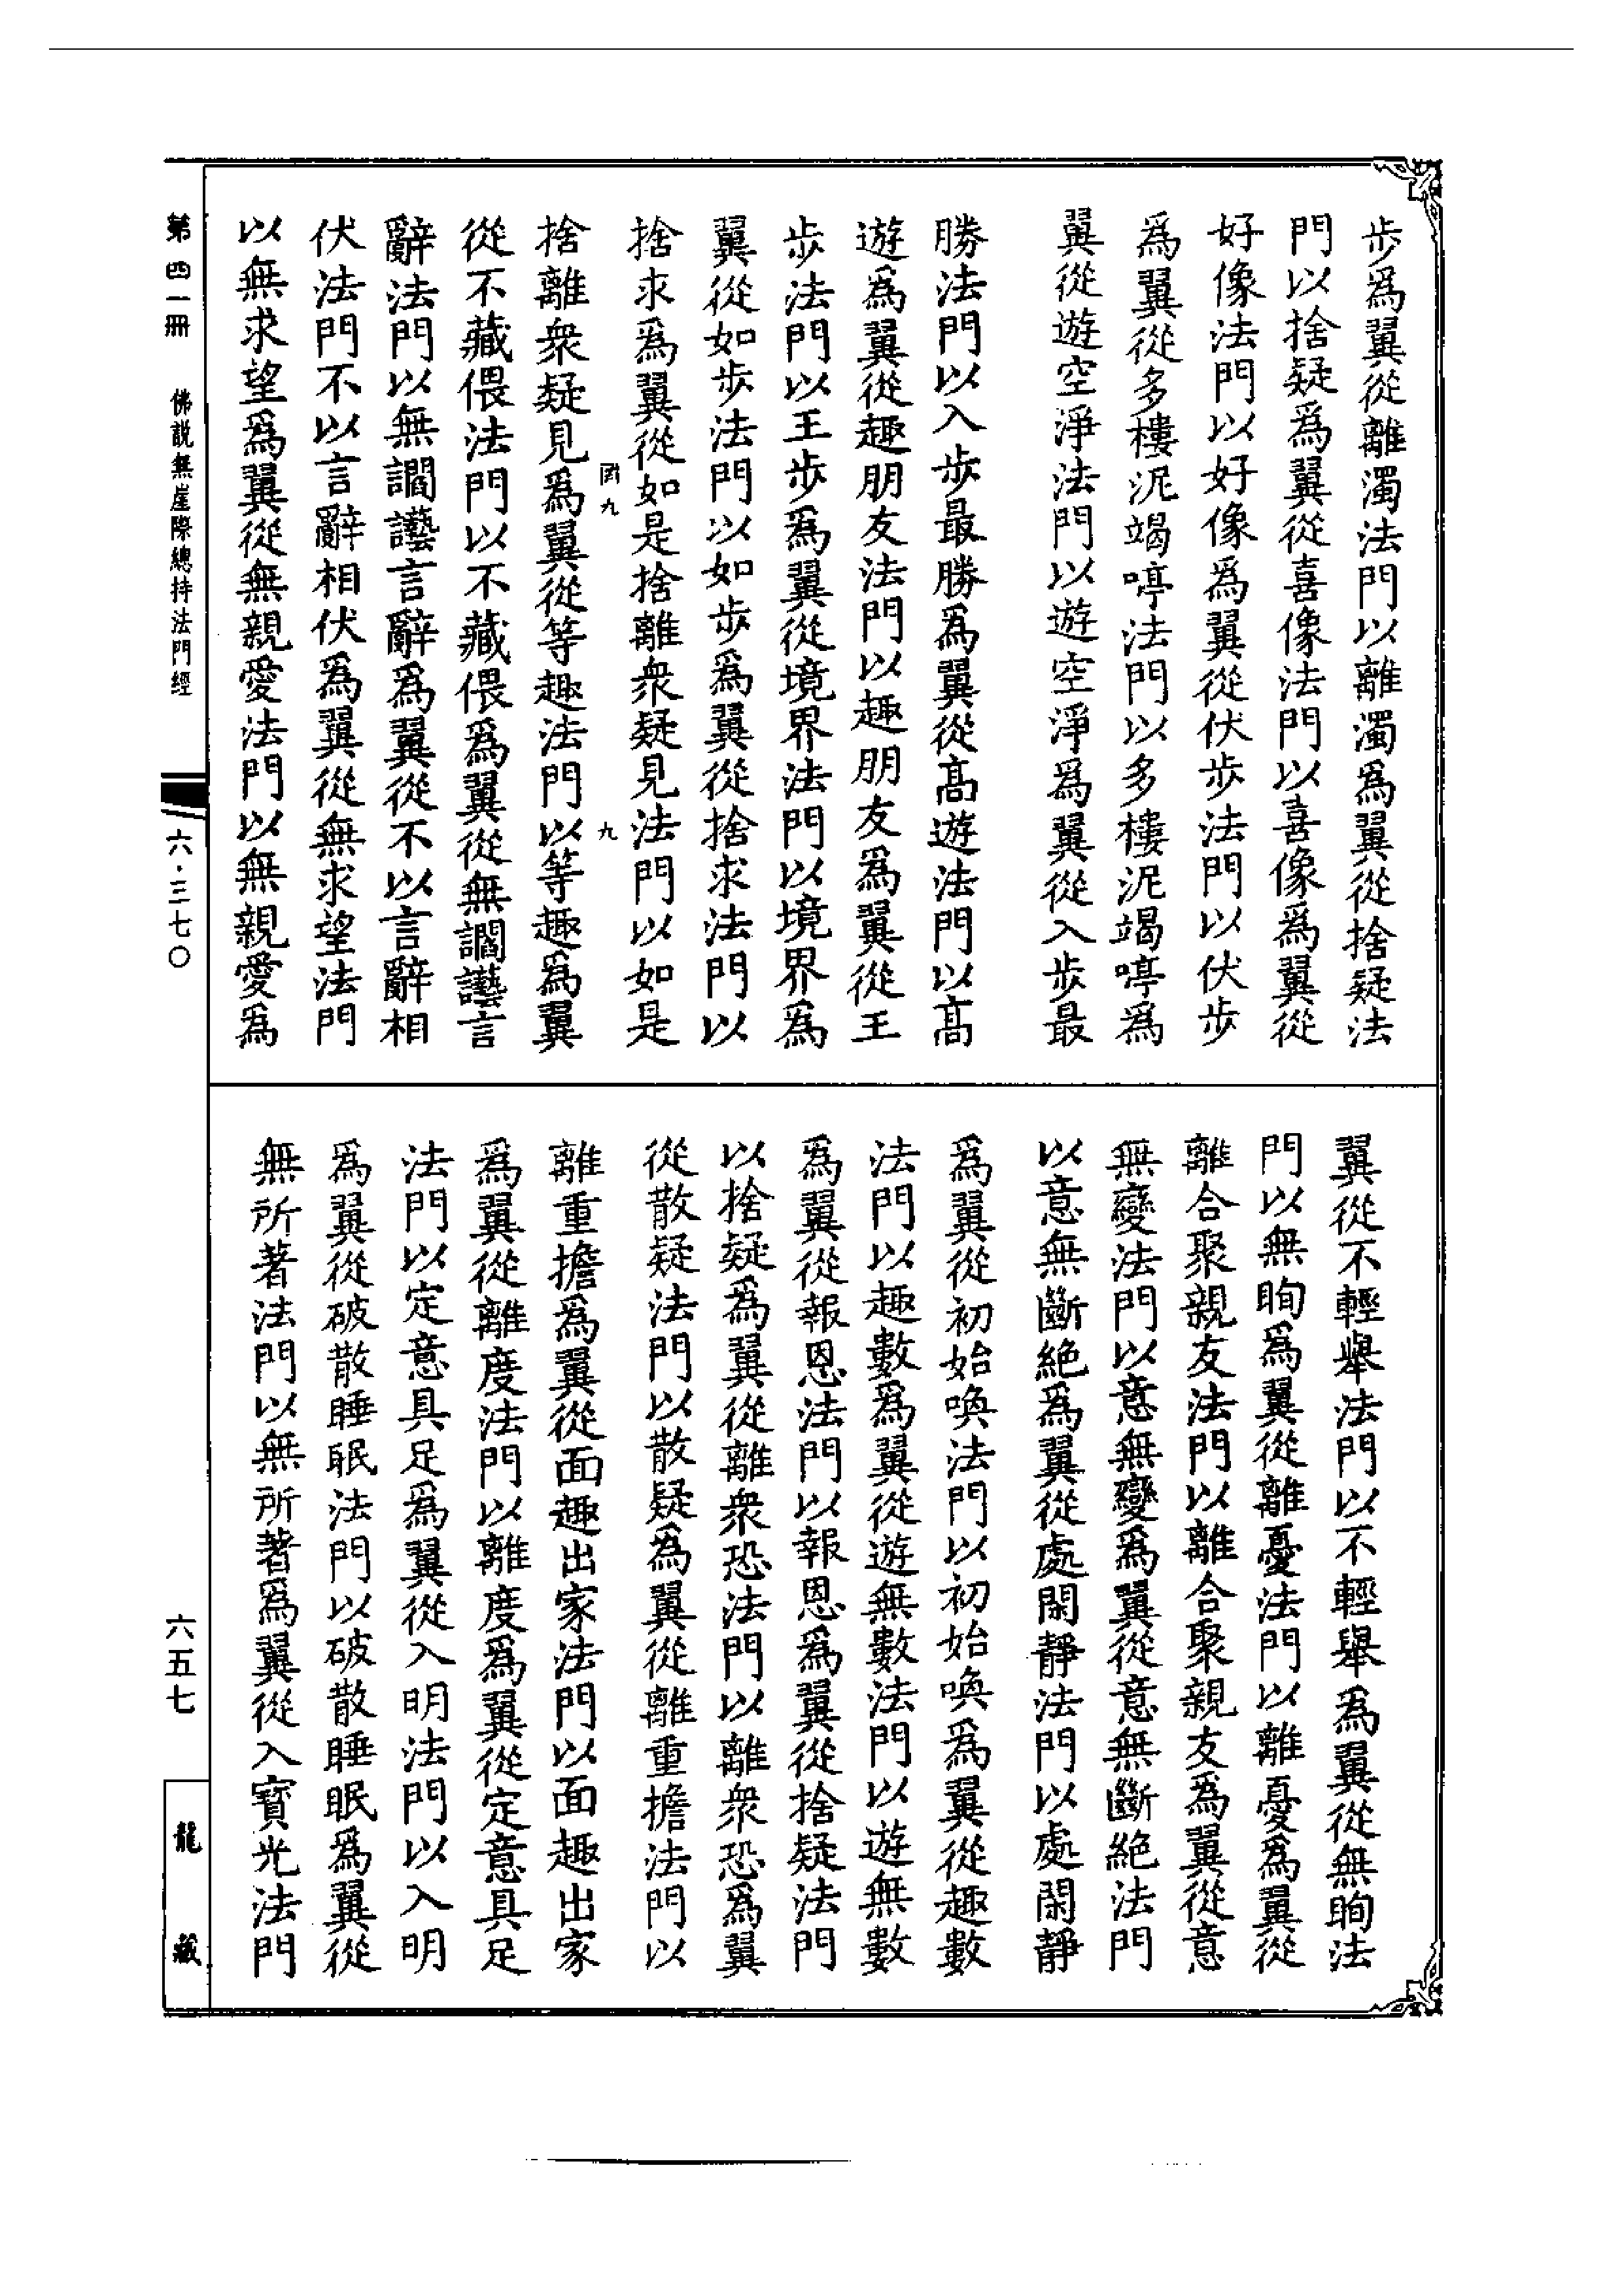 步爲翼從離濁法門以離濁爲翼從捨疑法
門以捨疑爲翼從喜像法門以喜像爲翼從
好像法門以好像爲翼從伏步法門以伏步
爲翼從多樓泥竭啼法門以多樓泥竭啼爲
翼從遊空淨法門以遊空淨爲翼從入步最
勝法門以入步最勝爲翼從高遊法門以高
遊爲翼從趣朋友法門以趣朋友爲翼從王
步法門以王步爲翼從境界法門以境界爲
翼從如步法門以如步爲翼從捨求法門以
捨求爲翼從如是捨離衆疑見法門以如是
國九 九
捨離衆疑見爲翼從等趣法門以等趣爲翼
從不藏偎法門以不藏偎爲翼從無讇讛言
辭法門以無讇讛言辭爲翼從不以言辭相
伏法門不以言辭相伏爲翼從無求望法門
以無求望爲翼從無親愛法門以無親愛爲
翼從不輕舉法門以不輕舉爲翼從無眴法
門以無眴爲翼從離憂法門以離憂爲翼從
離合聚親友法門以離合聚親友爲翼從意
無變法門以意無變爲翼從意無斷絕法門
以意無斷絕爲翼從處閑靜法門以處閑靜
爲翼從初始喚法門以初始喚爲翼從趣數
法門以趣數爲翼從遊無數法門以遊無數
爲翼從報恩法門以報恩爲翼從捨疑法門
以捨疑爲翼從離衆恐法門以離衆恐爲翼
從散疑法門以散疑爲翼從離重擔法門以
離重擔爲翼從面趣出家法門以面趣出家
爲翼從離度法門以離度爲翼從定意具足
法門以定意具足爲翼從入明法門以入明
爲翼從破散睡眠法門以破散睡眠爲翼從
無所著法門以無所著爲翼從入寶光法門
第四一冊 佛說無崖際總持法門經 六·三七〇
六五七 龍藏